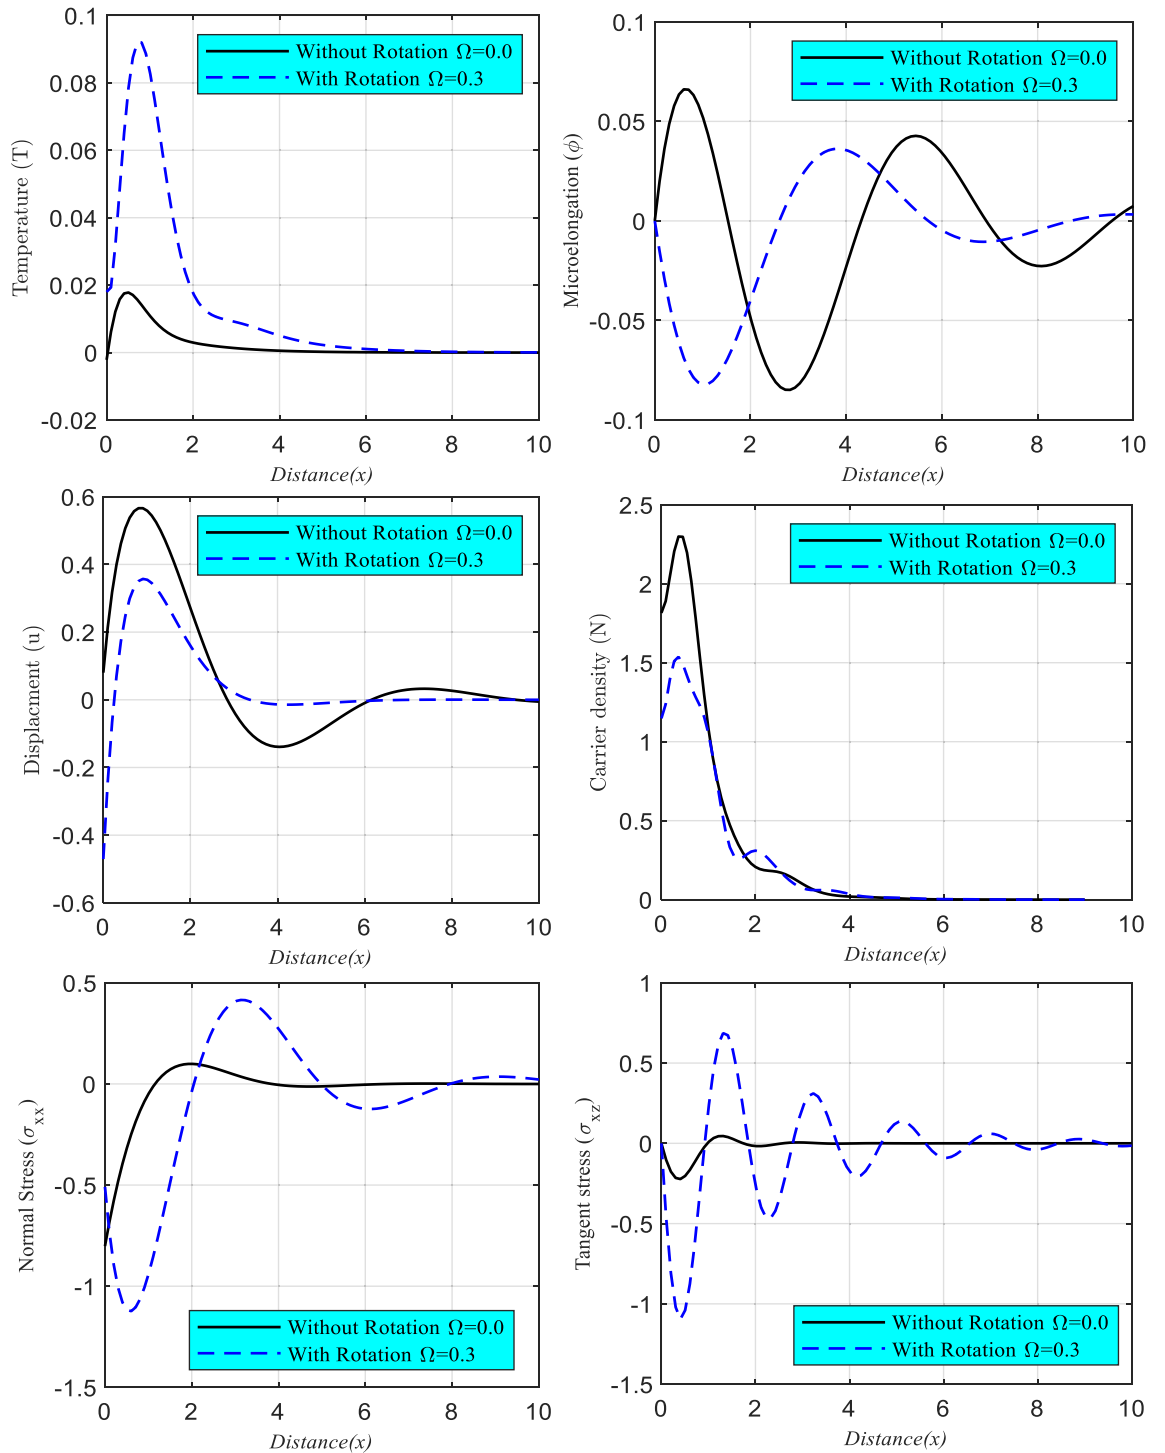 0.1
0.08
0.06
0.04
0.02
0
-0.02
Temperature (T)
Without Rotation Ω=0.0
With Rotation Ω=0.3
0 2 4 6 8 10
Distance(x)
0.1
0.05
0
-0.05
-0.1
Microelongation (ϕ)
Without Rotation Ω=0.0
With Rotation Ω=0.3
0 2 4 6 8 10
Distance(x)
0.6
0.4
0.2
0
-0.2
-0.4
-0.6
Displacment (u)
Without Rotation Ω=0.0
With Rotation Ω=0.3
0 2 4 6 8 10
Distance(x)
2.5
2
1.5
1
0.5
0
Carrier density (N)
Without Rotation Ω=0.0
With Rotation Ω=0.3
0 2 4 6 8 10
Distance(x)
0.5
0
-0.5
-1
-1.5
Normal Stress (σxx)
Without Rotation Ω=0.0
With Rotation Ω=0.3
0 2 4 6 8 10
Distance(x)
1
0.5
0
-0.5
-1
-1.5
Tangent stress (σxz)
Without Rotation Ω=0.0
With Rotation Ω=0.3
0 2 4 6 8 10
Distance(x)